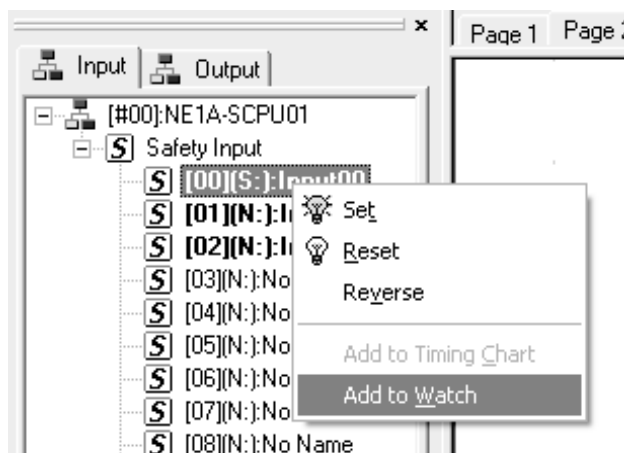 x
Page 1 Page
Input Output
[#00]:NE1A-SCPU01
S Safety Input
S [00](S:):Input00
S [01](N:):I
S [02](N:):I
S [03](N:):No
S [04](N:):No
S [05](N:):No
S [06](N:):No
S [07](N:):No
S [08](N:):No Name
Set
Reset
Reverse
Add to Timing Chart
Add to Watch